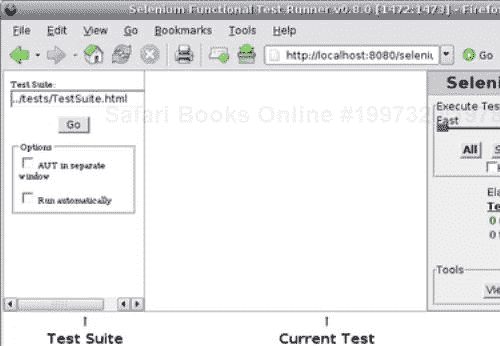 Selenium Functional Test Runner v0.8.0 [1472:1473] - Firefo
File Edit View Go Bookmarks Tools Help
http://localhost:8080/seleniu
Go
Test Suite:
../tests/TestSuite.html
Go
Options
AUT in separate
window
Run automatically
Seleni
Execute Tes
Fast
All
Ela
Te
0
0
Tools
Vie
Safari Books Online #199732
Test Suite
Current Test